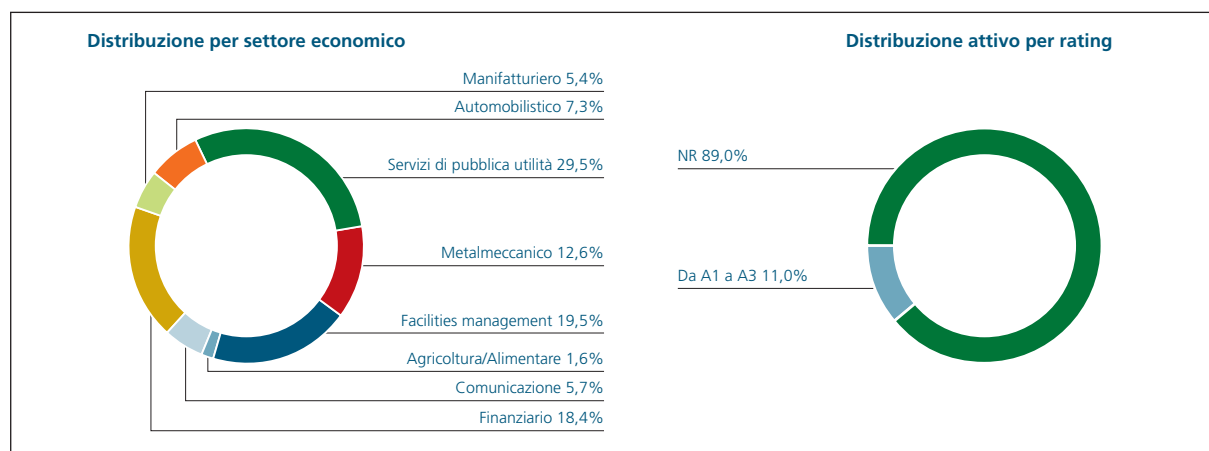 Distribuzione per settore economico
Manifatturiero 5,4%
Automobilistico 7,3%
Servizi di pubblica utilità 29,5%
Metalmeccanico 12,6%
Facilities management 19,5%
Agricoltura/Alimentare 1,6%
Comunicazione 5,7%
Finanziario 18,4%
Distribuzione attivo per rating
NR 89,0%
Da A1 a A3 11,0%